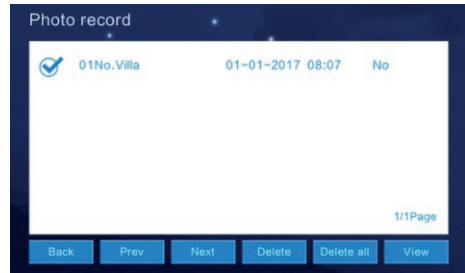 Photo record
01No.Villa 01-01-2017 08:07 No
1/1Page
Back Prev Next Delete Delete all View